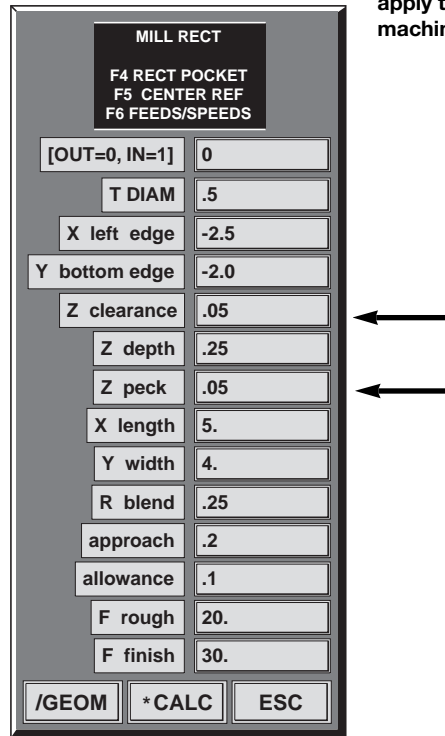 apply t
machin
MILL RECT
F4 RECT POCKET
F5 CENTER REF
F6 FEEDS/SPEEDS
[OUT=0, IN=1] 0
T DIAM .5
X left edge -2.5
Y bottom edge -2.0
Z clearance .05
Z depth .25
Z peck .05
X length 5.
Y width 4.
R blend .25
approach .2
allowance .1
F rough 20.
F finish 30.
/GEOM *CALC ESC